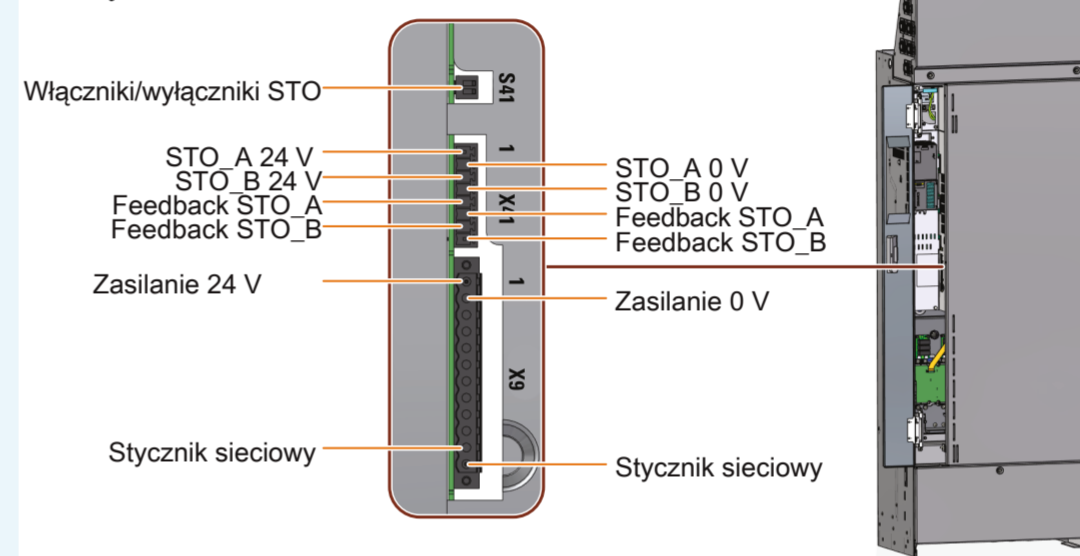 Włączniki/wyłączniki STO
S41
STO_A 24 V
1
STO_A 0 V
STO_B 24 V
STO_B 0 V
Feedback STO_A
X41
Feedback STO_A
Feedback STO_B
Feedback STO_B
Zasilanie 24 V
1
Zasilanie 0 V
X9
Stycznik sieciowy
Stycznik sieciowy